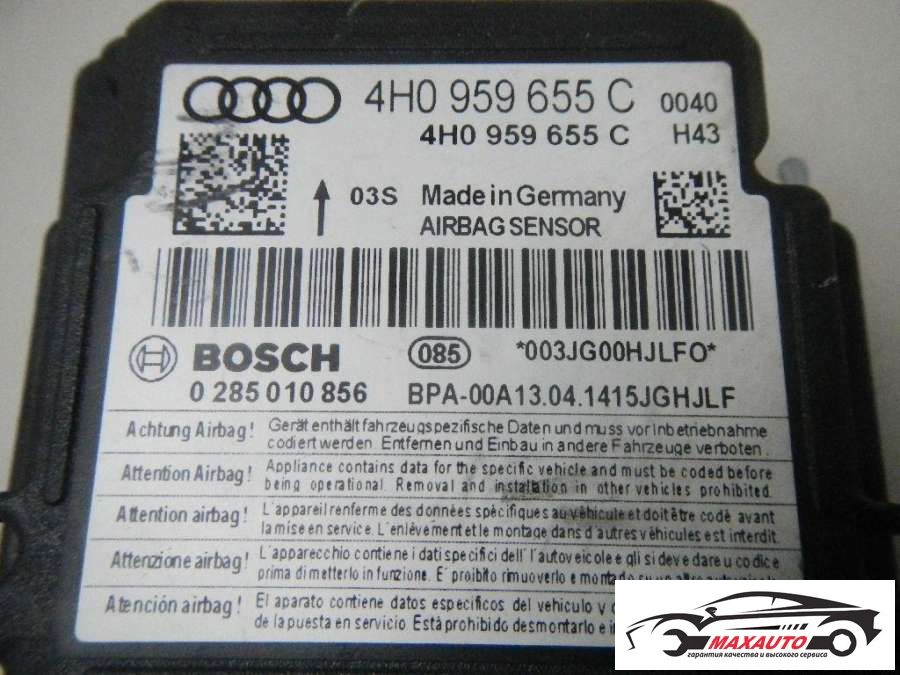 4H0 959 655 C 0040
4H0 959 655 C H43
03S Made in Germany
AIRBAG SENSOR
BOSCH 085 *003JG00HJLFO*
0 285 010 856 BPA-00A13.04.1415JGHJLF
Achtung Airbag! Gerät enthält fahrzeugspezifische Daten und muss vor Inbetriebnahme
codiert werden. Entfernen und Einbau in andere Fahrzeuge verboten.
Attention Airbag! Appliance contains data for the specific vehicle and must be coded before
being operational. Removal and installation in other vehicles prohibited.
Attention airbag! L'appareil renferme des données spécifiques au véhicule et doit être codé avant
la mise en service. L'enlèvement et le montage dans d'autres véhicules est interdit.
Attenzione airbag! L'apparecchio contiene i dati specifici dell'autoveicolo e gli si deve dare u codice
prima di metterlo in funzione. E' proibito rimuoverlo e
Atención airbag! El aparato contiene datos específicos del vehículo y
de la puesta en servicio. Está prohibido desmontarlo e
MAXAUTO
гарантия качества и высокого сервиса